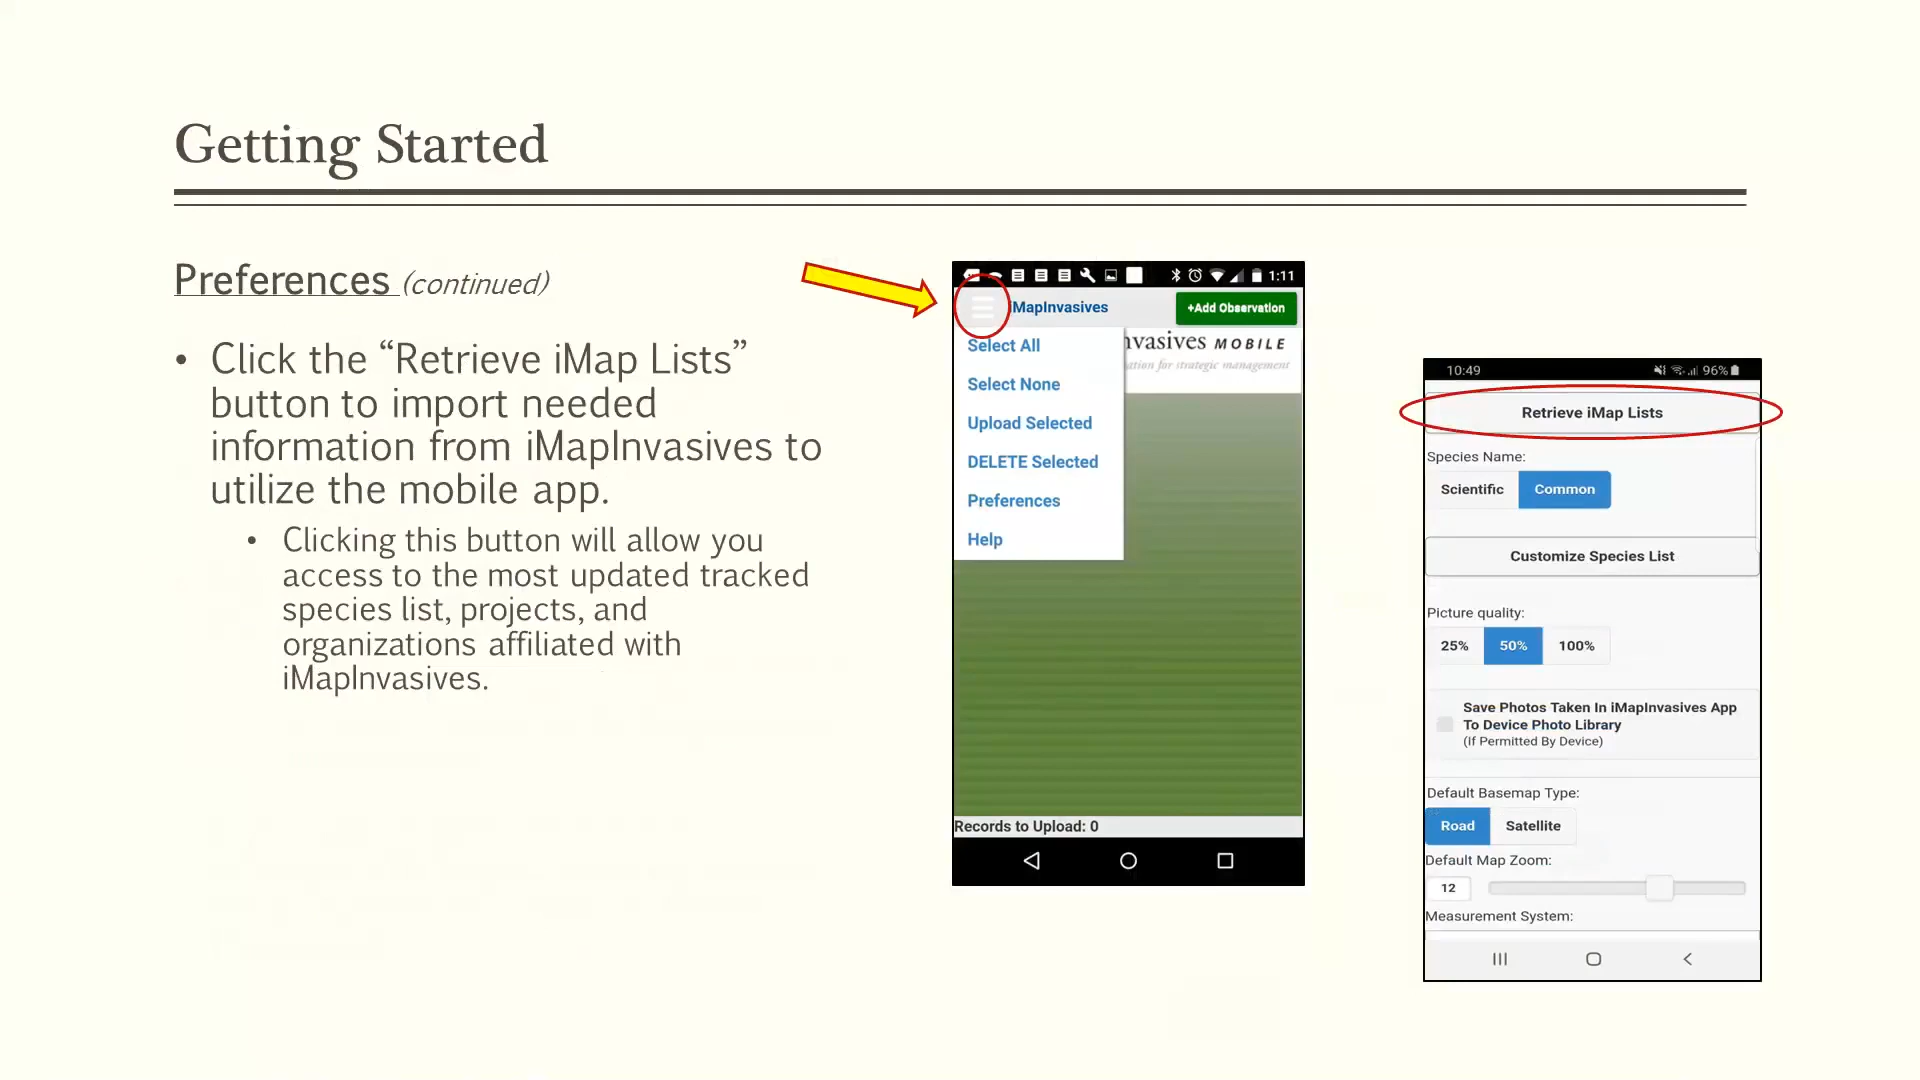 Getting Started
Preferences (continued)
• Click the “Retrieve iMap Lists”
button to import needed
information from iMapInvasives to
utilize the mobile app.
• Clicking this button will allow you
access to the most updated tracked
species list, projects, and
organizations affiliated with
iMapInvasives.
1:11
iMapInvasives
+Add Observation
nvasives MOBILE
for strategic management
Select All
Select None
Upload Selected
DELETE Selected
Preferences
Help
Records to Upload: 0
10:49
96%
Retrieve iMap Lists
Species Name:
Scientific Common
Customize Species List
Picture quality:
25% 50% 100%
Save Photos Taken In iMapInvasives App
To Device Photo Library
(If Permitted By Device)
Default Basemap Type:
Road Satellite
Default Map Zoom:
12
Measurement System: